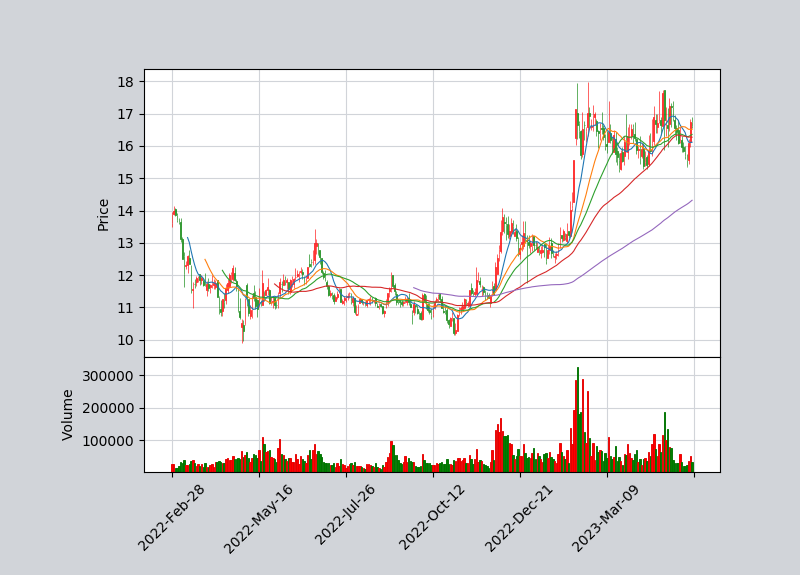 18
17
16
15
14
13
12
11
10
Price
300000
200000
100000
Volume
2022-Feb-28
2022-May-16
2022-Jul-26
2022-Oct-12
2022-Dec-21
2023-Mar-09